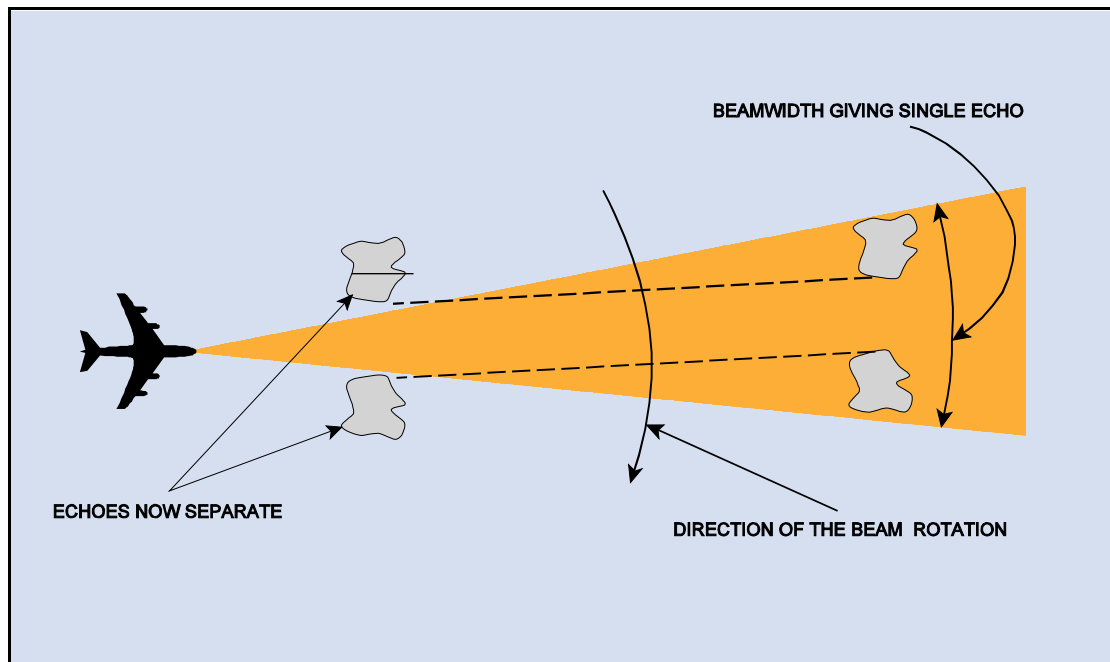 BEAMWIDTH GIVING SINGLE ECHO
ECHOES NOW SEPARATE
DIRECTION OF THE BEAM ROTATION